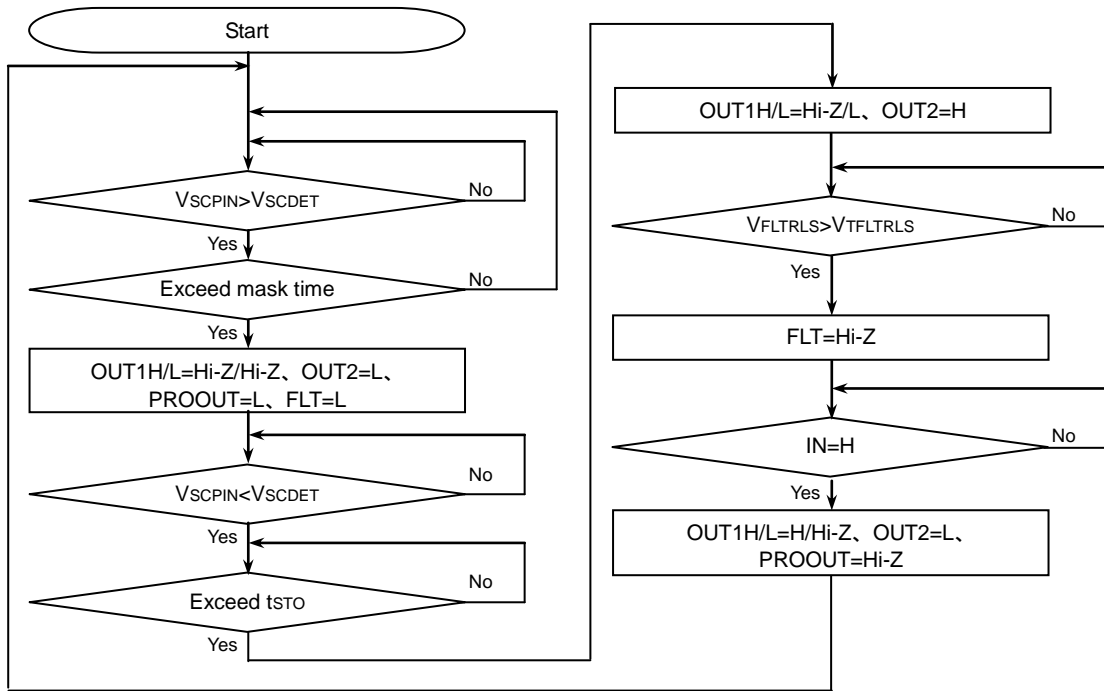 Start
VSCPIN>VSCDET
No
Yes
Exceed mask time
No
Yes
OUT1H/L=Hi-Z/Hi-Z、OUT2=L、
PROOUT=L、FLT=L
VSCPIN<VSCDET
No
Yes
Exceed tSTO
No
Yes
OUT1H/L=Hi-Z/L、OUT2=H
VFLTRLS>VTFLTRLS
No
Yes
FLT=Hi-Z
IN=H
No
Yes
OUT1H/L=H/Hi-Z、OUT2=L、
PROOUT=Hi-Z